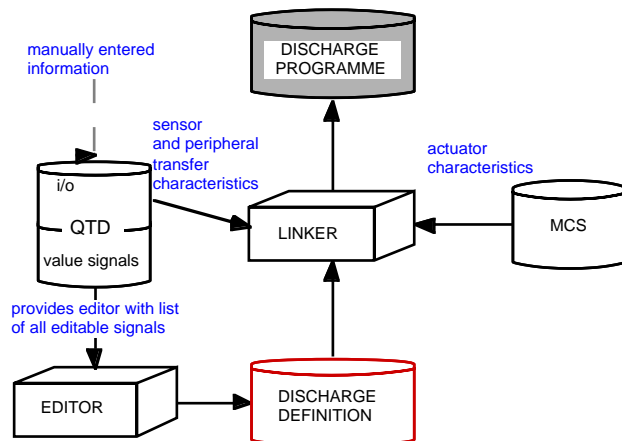 manually entered
information
DISCHARGE
PROGRAMME
sensor
and peripheral
transfer
characteristics
actuator
characteristics
i/o
QTD
value signals
LINKER
MCS
provides editor with list
of all editable signals
EDITOR
DISCHARGE
DEFINITION